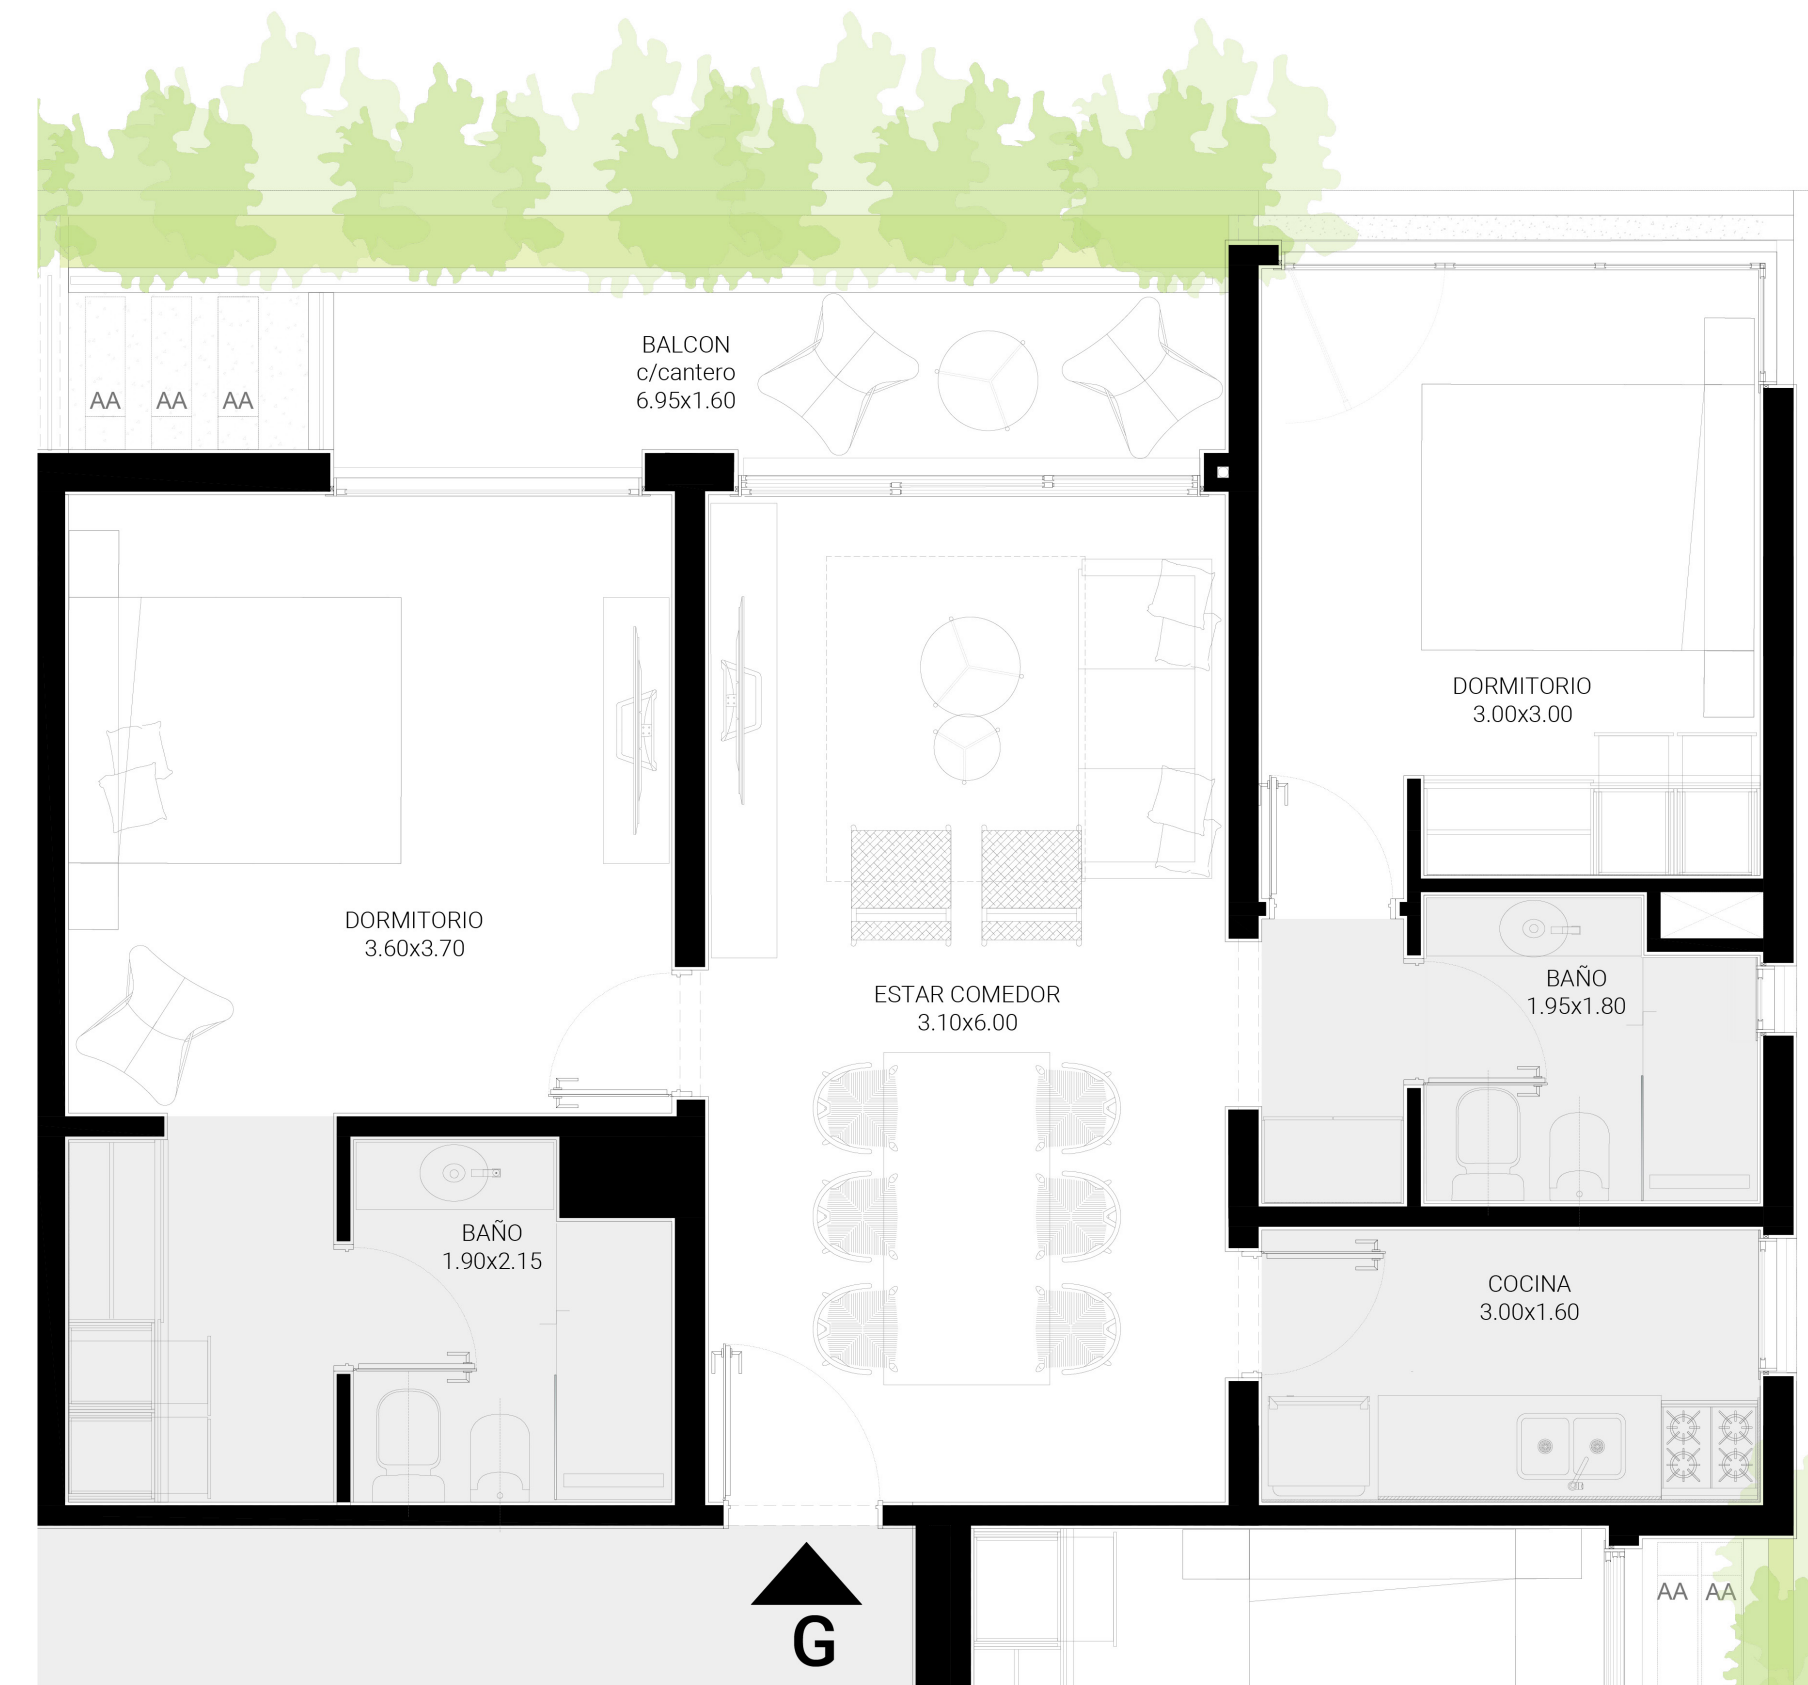 BALCON
c/cantero
6.95x1.60
AA AA AA
DORMITORIO
3.00x3.00
DORMITORIO
3.60x3.70
ESTAR COMEDOR
3.10x6.00
BAÑO
1.95x1.80
BAÑO
1.90x2.15
COCINA
3.00x1.60
G
AA AA